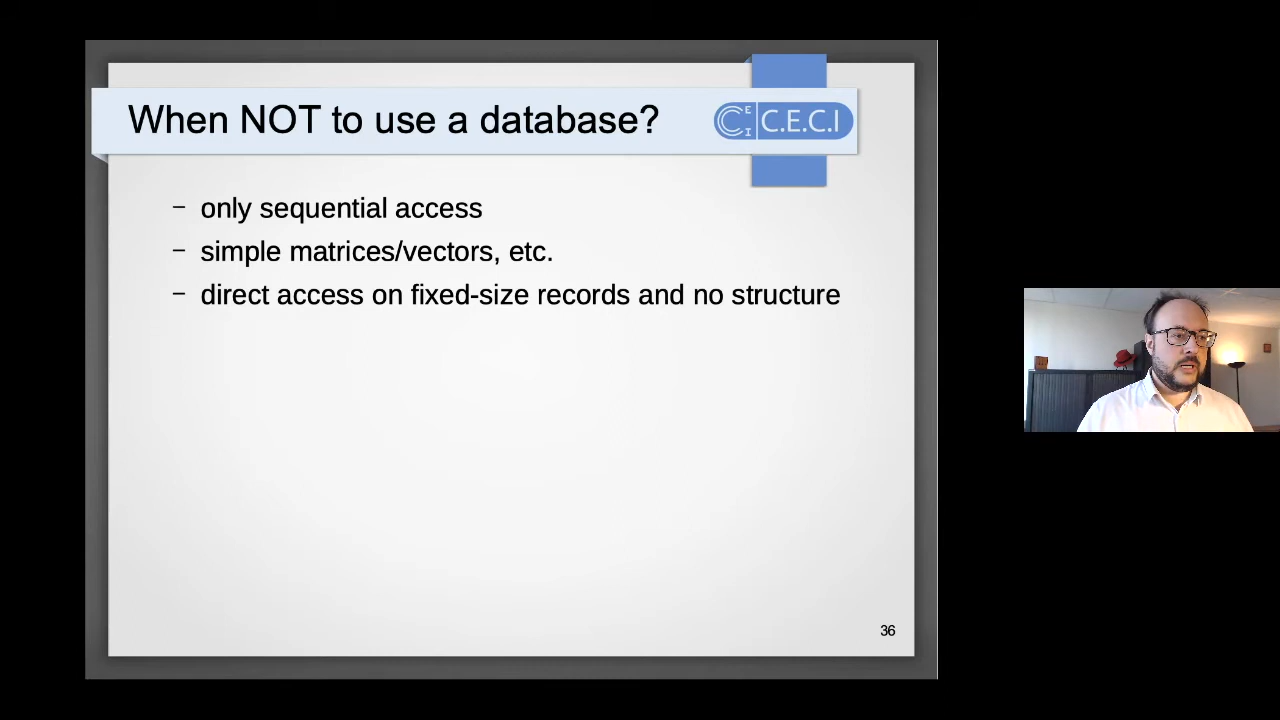 When NOT to use a database?
CECI C.E.C.I
– only sequential access
– simple matrices/vectors, etc.
– direct access on fixed-size records and no structure
36